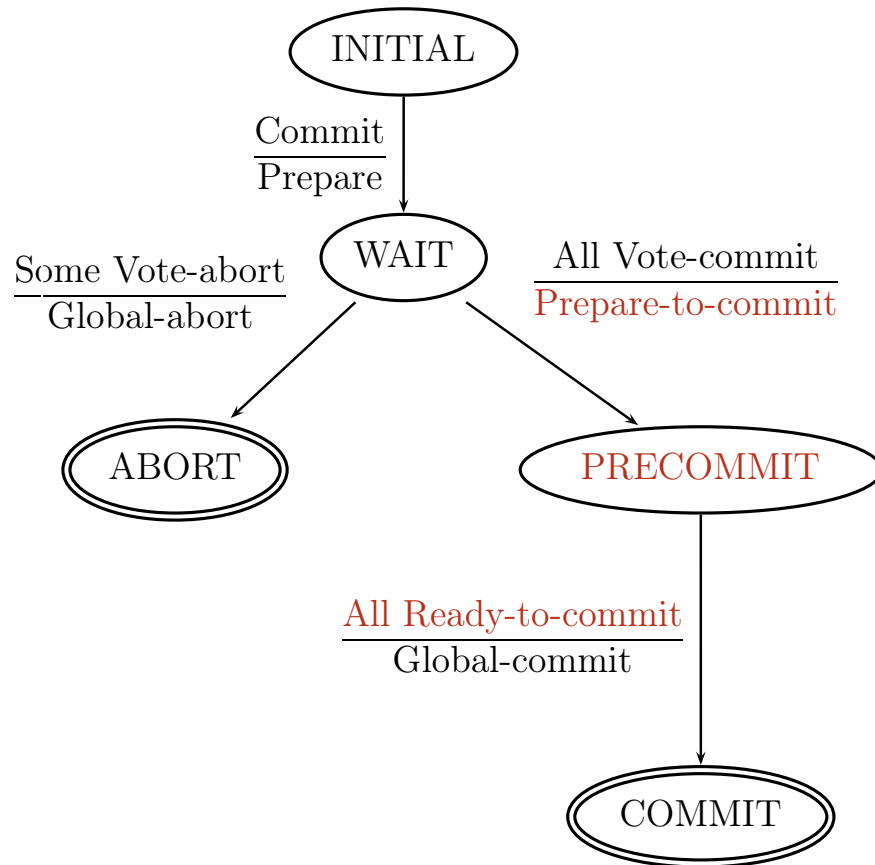 INITIAL
Commit
Prepare
WAIT
Some Vote-abort
Global-abort
All Vote-commit
Prepare-to-commit
ABORT
PRECOMMIT
All Ready-to-commit
Global-commit
COMMIT